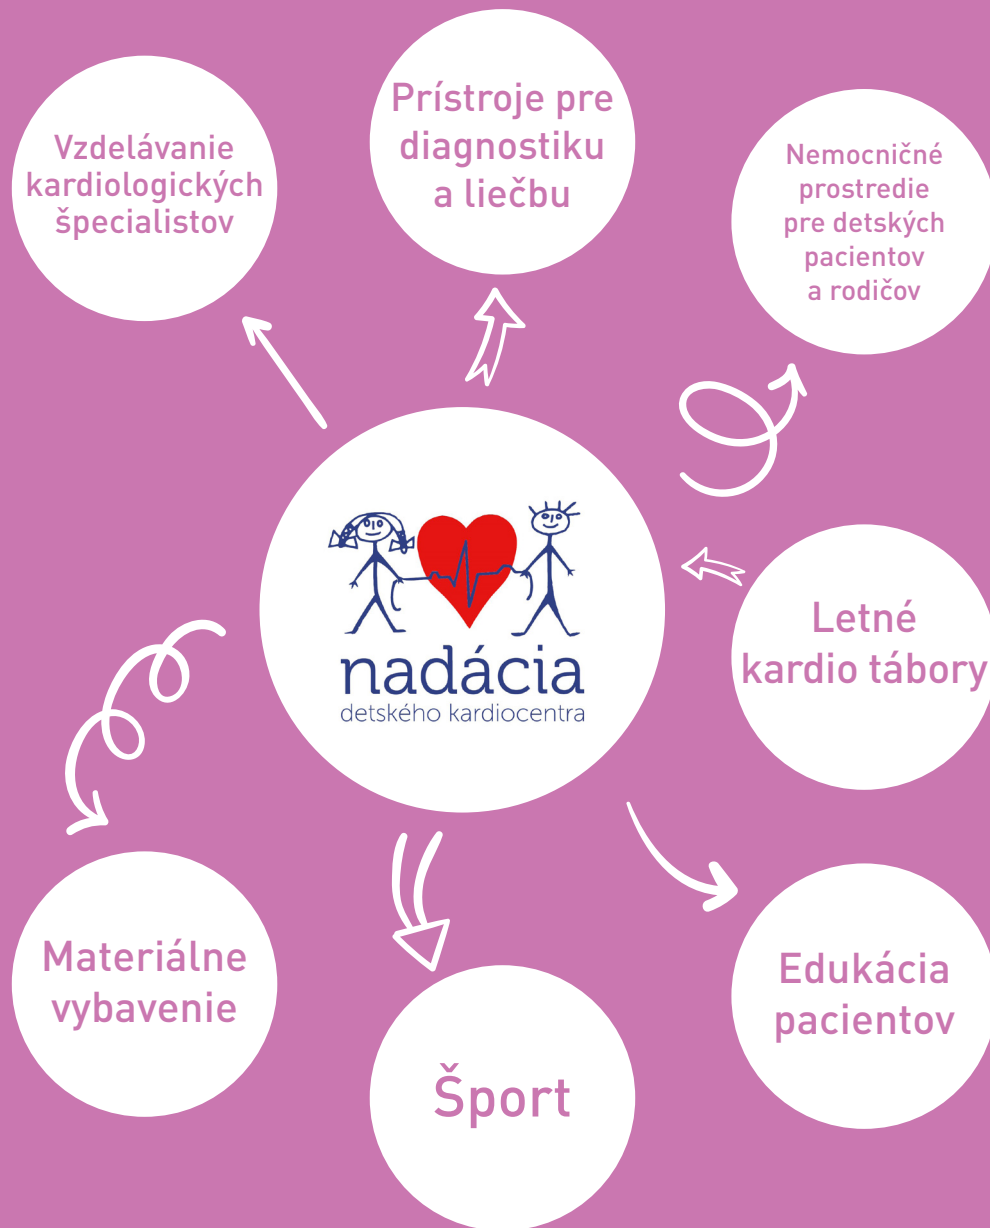 Vzdelávanie
kardiologických
špecialistov
Prístroje pre
diagnostiku
a liečbu
Nemocničné
prostredie
pre detských
pacientov
a rodičov
nadácia
detského kardiocentra
Letné
kardio tábory
Materiálne
vybavenie
Šport
Edukácia
pacientov